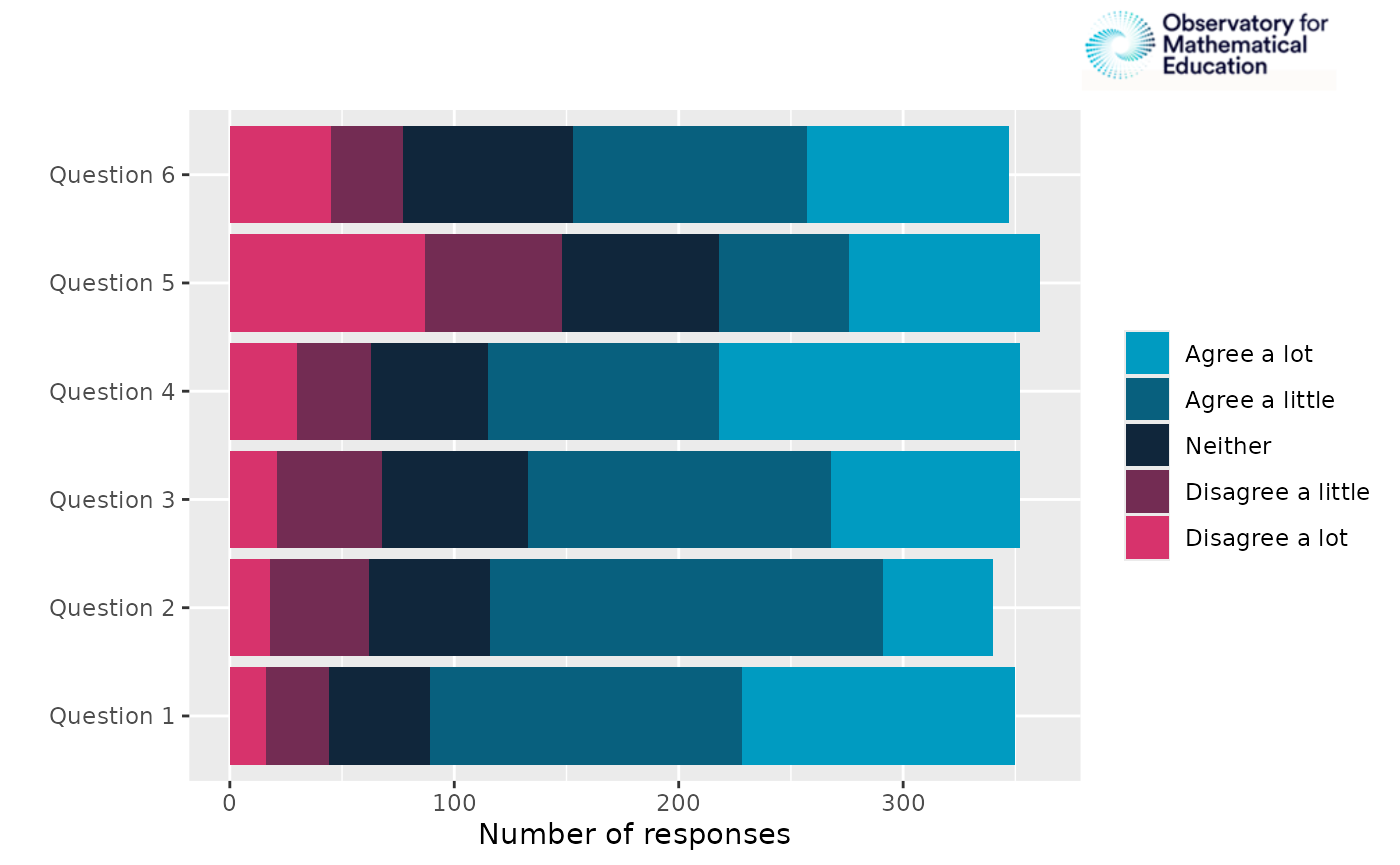 Observatory for
Mathematical
Education
Question 6
Question 5
Question 4
Question 3
Question 2
Question 1
0 100 200 300
Number of responses
Agree a lot
Agree a little
Neither
Disagree a little
Disagree a lot